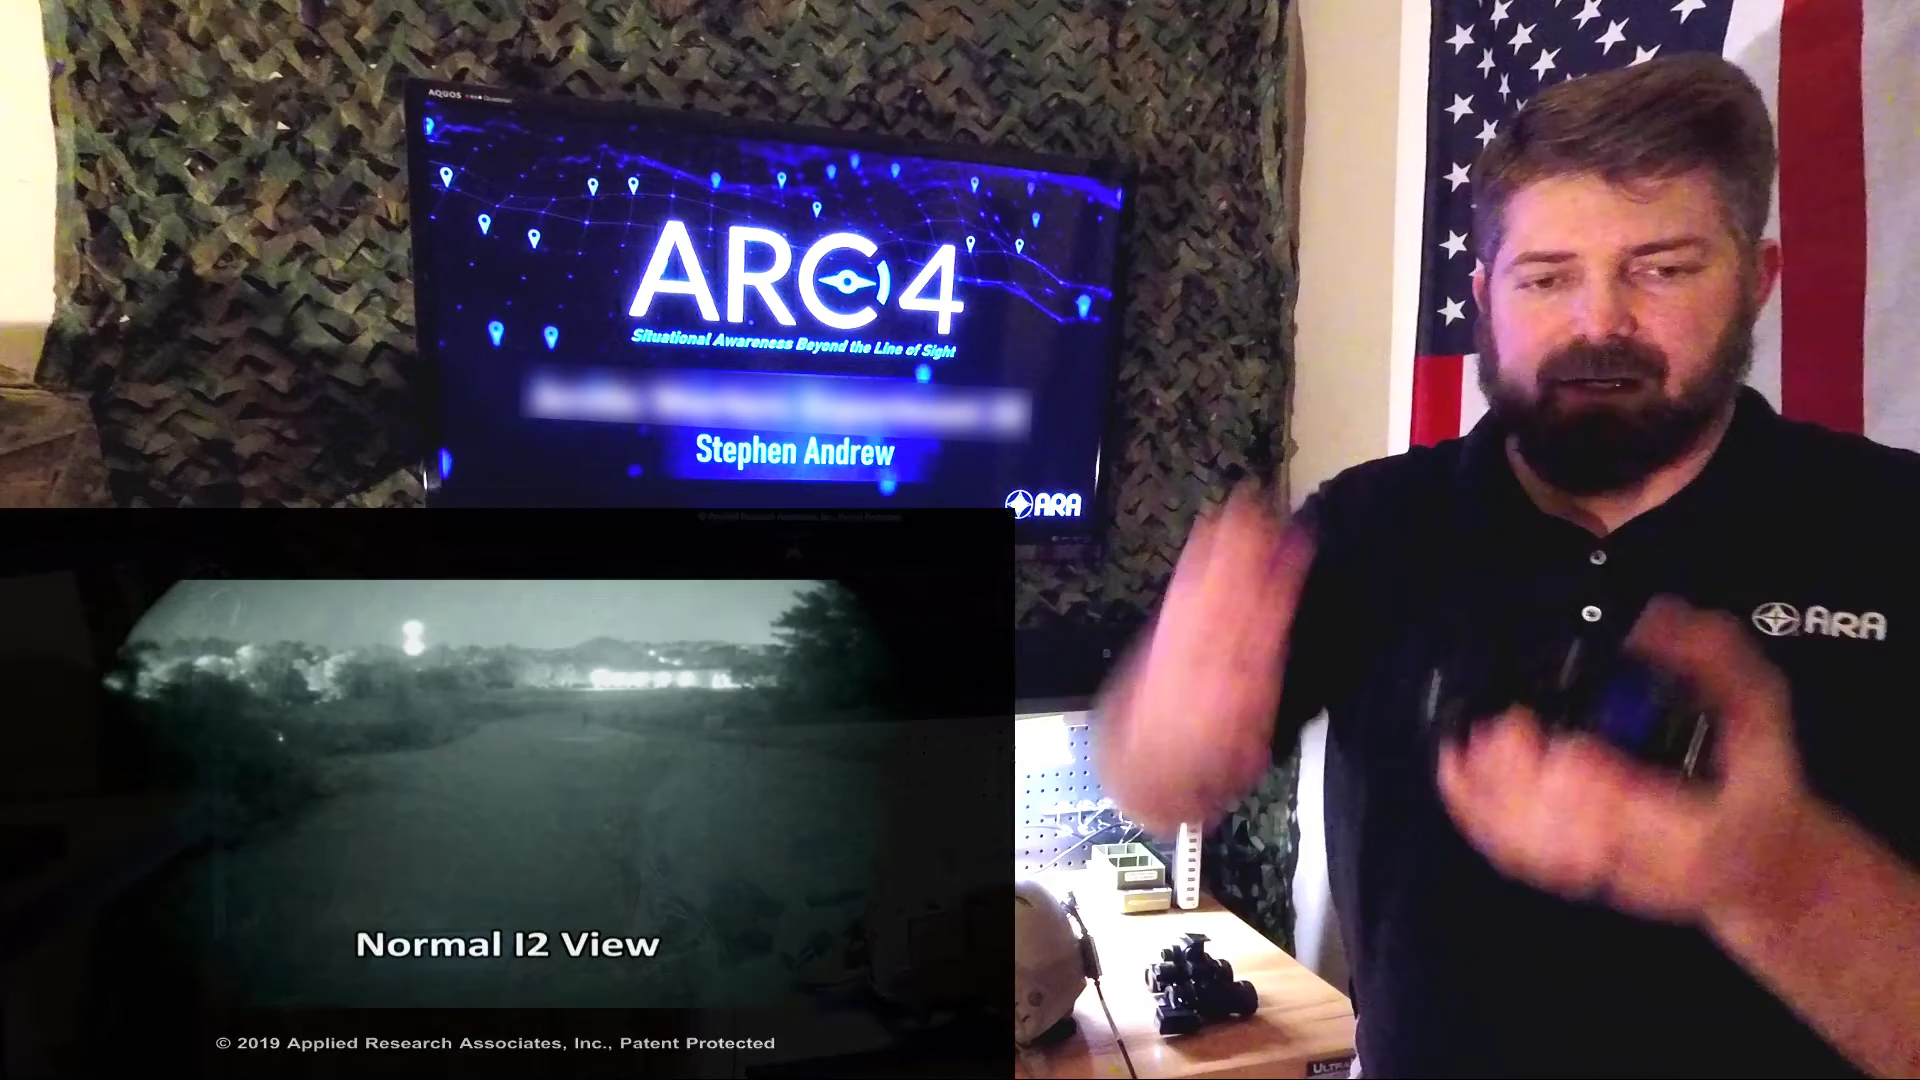 AQUOS
ARC4
Situational Awareness Beyond the Line of Sight
Stephen Andrew
ARA
ARA
Normal I2 View
© 2019 Applied Research Associates, Inc., Patent Protected